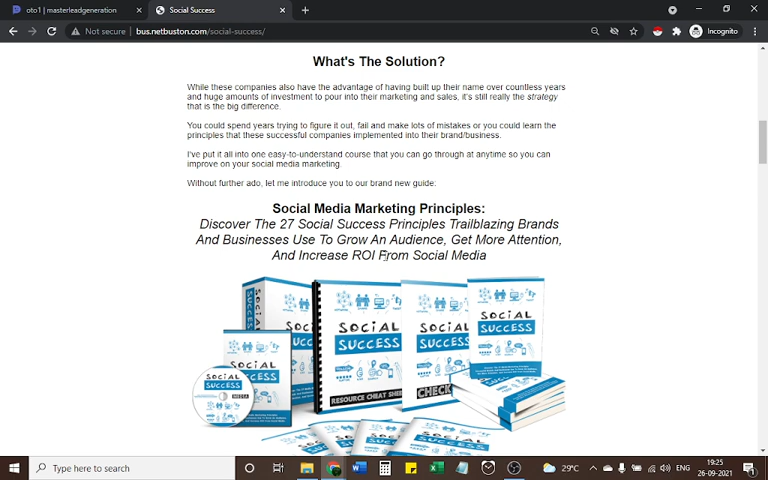 oto1 | masterleadgeneration
Social Success
Not secure | bus.netbuston.com/social-success/
Incognito
What's The Solution?
While these companies also have the advantage of having built up their name over countless years
and huge amounts of investment to pour into their marketing and sales, it's still really the strategy
that is the big difference.
You could spend years trying to figure it out, fail and make lots of mistakes or you could learn the
principles that these successful companies implemented into their brand/business.
I've put it all into one easy-to-understand course that you can go through at anytime so you can
improve on your social media marketing.
Without further ado, let me introduce you to our brand new guide:
Social Media Marketing Principles:
Discover The 27 Social Success Principles Trailblazing Brands
And Businesses Use To Grow An Audience, Get More Attention,
And Increase ROI From Social Media
SOCIAL
SUCCESS
SOCIAL
SUCCESS
RESOURCE CHEAT SHEET
SOCIAL
SUCCESS
CHECK
SOCIAL
SUCCESS
SOCIAL
SUCCESS
SOCIAL
SUCCESS
Type here to search
29°C
ENG
19:25
26-09-2021